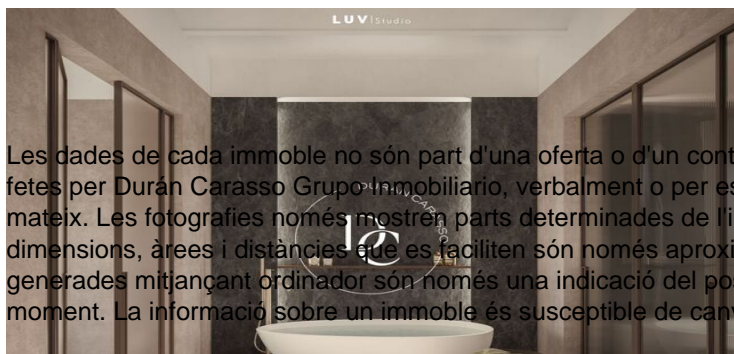 LUV Studio
Les dades de cada immoble no són part d'una oferta o d'un cont
fetes per Durán Carasso Grupo Inmobiliario, verbalment o per es
mateix. Les fotografies només mostren parts determinades de l'i
DURÁN CARASSO
dimensions, àrees i distàncies que es faciliten són només aproxi
generades mitjançant ordinador són només una indicació del po
moment. La informació sobre un immoble és susceptible de canv